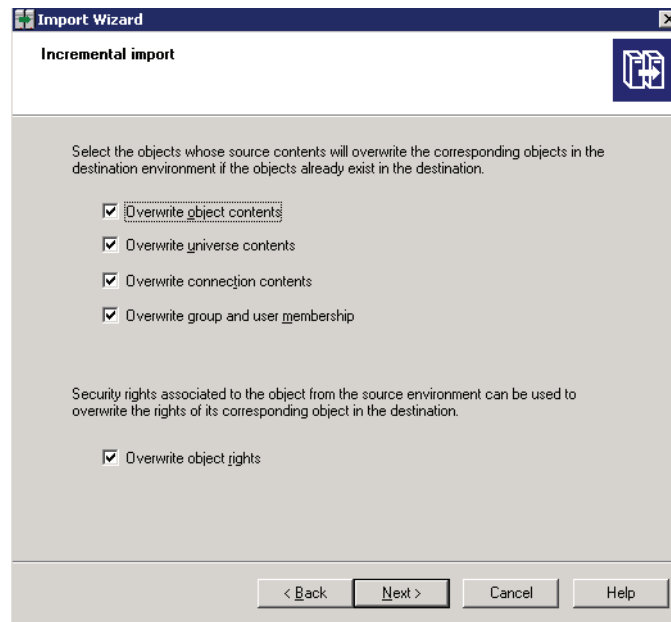 Import Wizard
Incremental import
Select the objects whose source contents will overwrite the corresponding objects in the
destination environment if the objects already exist in the destination.
Overwrite object contents
Overwrite universe contents
Overwrite connection contents
Overwrite group and user membership
Security rights associated to the object from the source environment can be used to
overwrite the rights of its corresponding object in the destination.
Overwrite object rights
< Back Next > Cancel Help